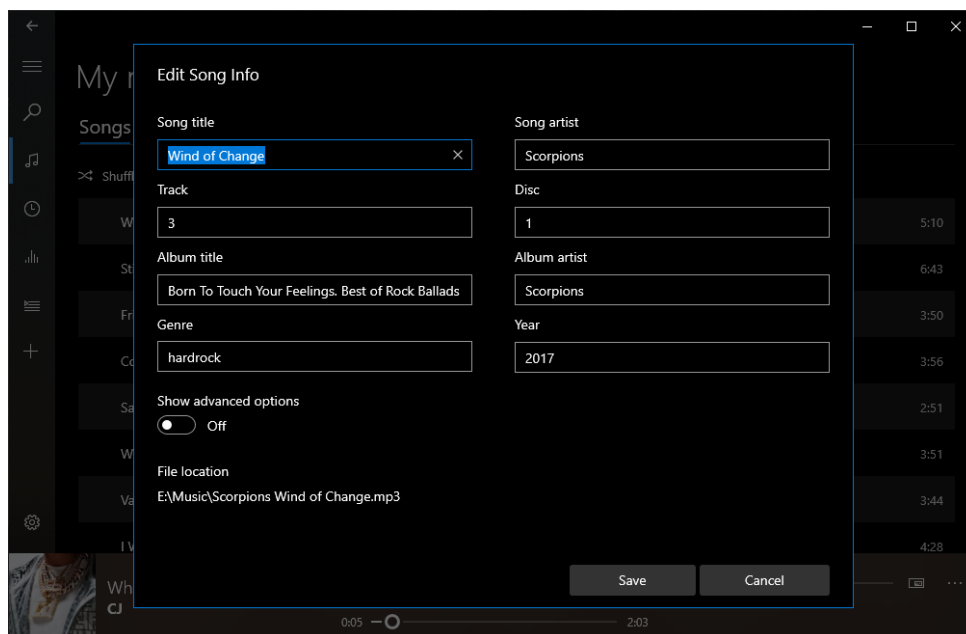 My
Edit Song Info
Songs
Song title
Song artist
Wind of Change
Scorpions
Track
Disc
3
1
5:10
Album title
Album artist
6:43
Born To Touch Your Feelings. Best of Rock Ballads
Scorpions
Genre
Year
3:50
hardrock
2017
3:56
Show advanced options
Off
2:51
3:51
File location
E:\Music\Scorpions Wind of Change.mp3
3:44
4:28
Save
Cancel
CJ
0:05
2:03